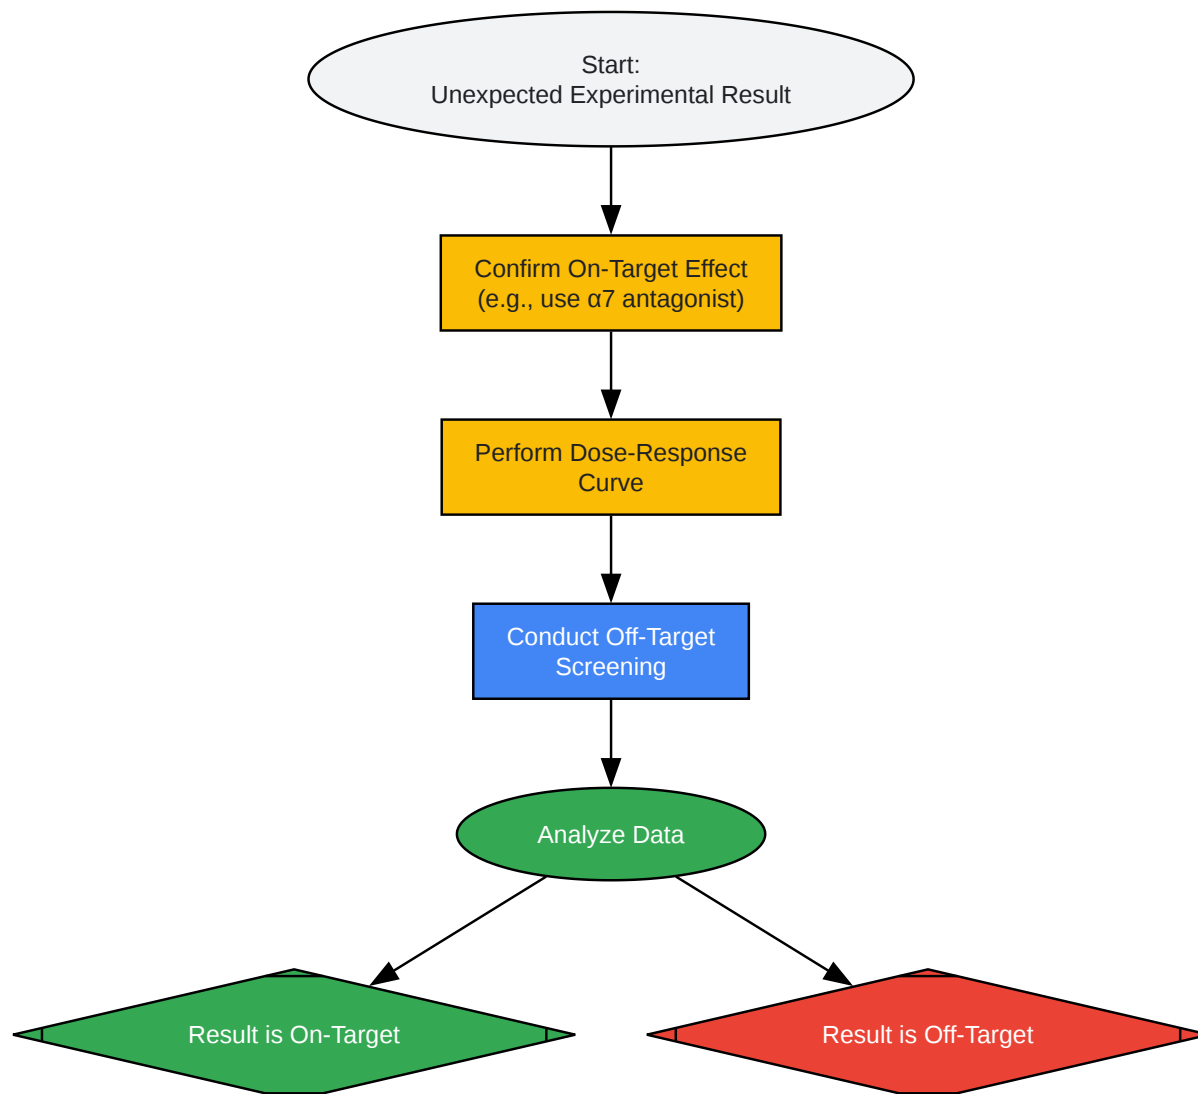 Start:
Unexpected Experimental Result
Confirm On-Target Effect
(e.g., use α7 antagonist)
Perform Dose-Response
Curve
Conduct Off-Target
Screening
Analyze Data
Result is On-Target
Result is Off-Target